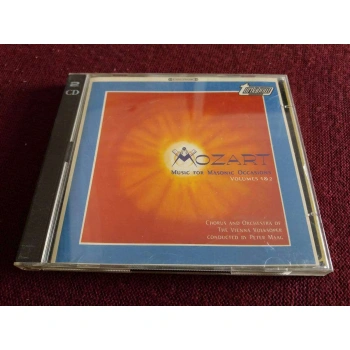 2
CD
Turnabout
MOZART
MUSIC FOR MASONIC OCCASIONS
VOLUMES 1&2
CHORUS AND ORCHESTRA OF
THE VIENNA VOLKSOPER
CONDUCTED BY PETER MAAG